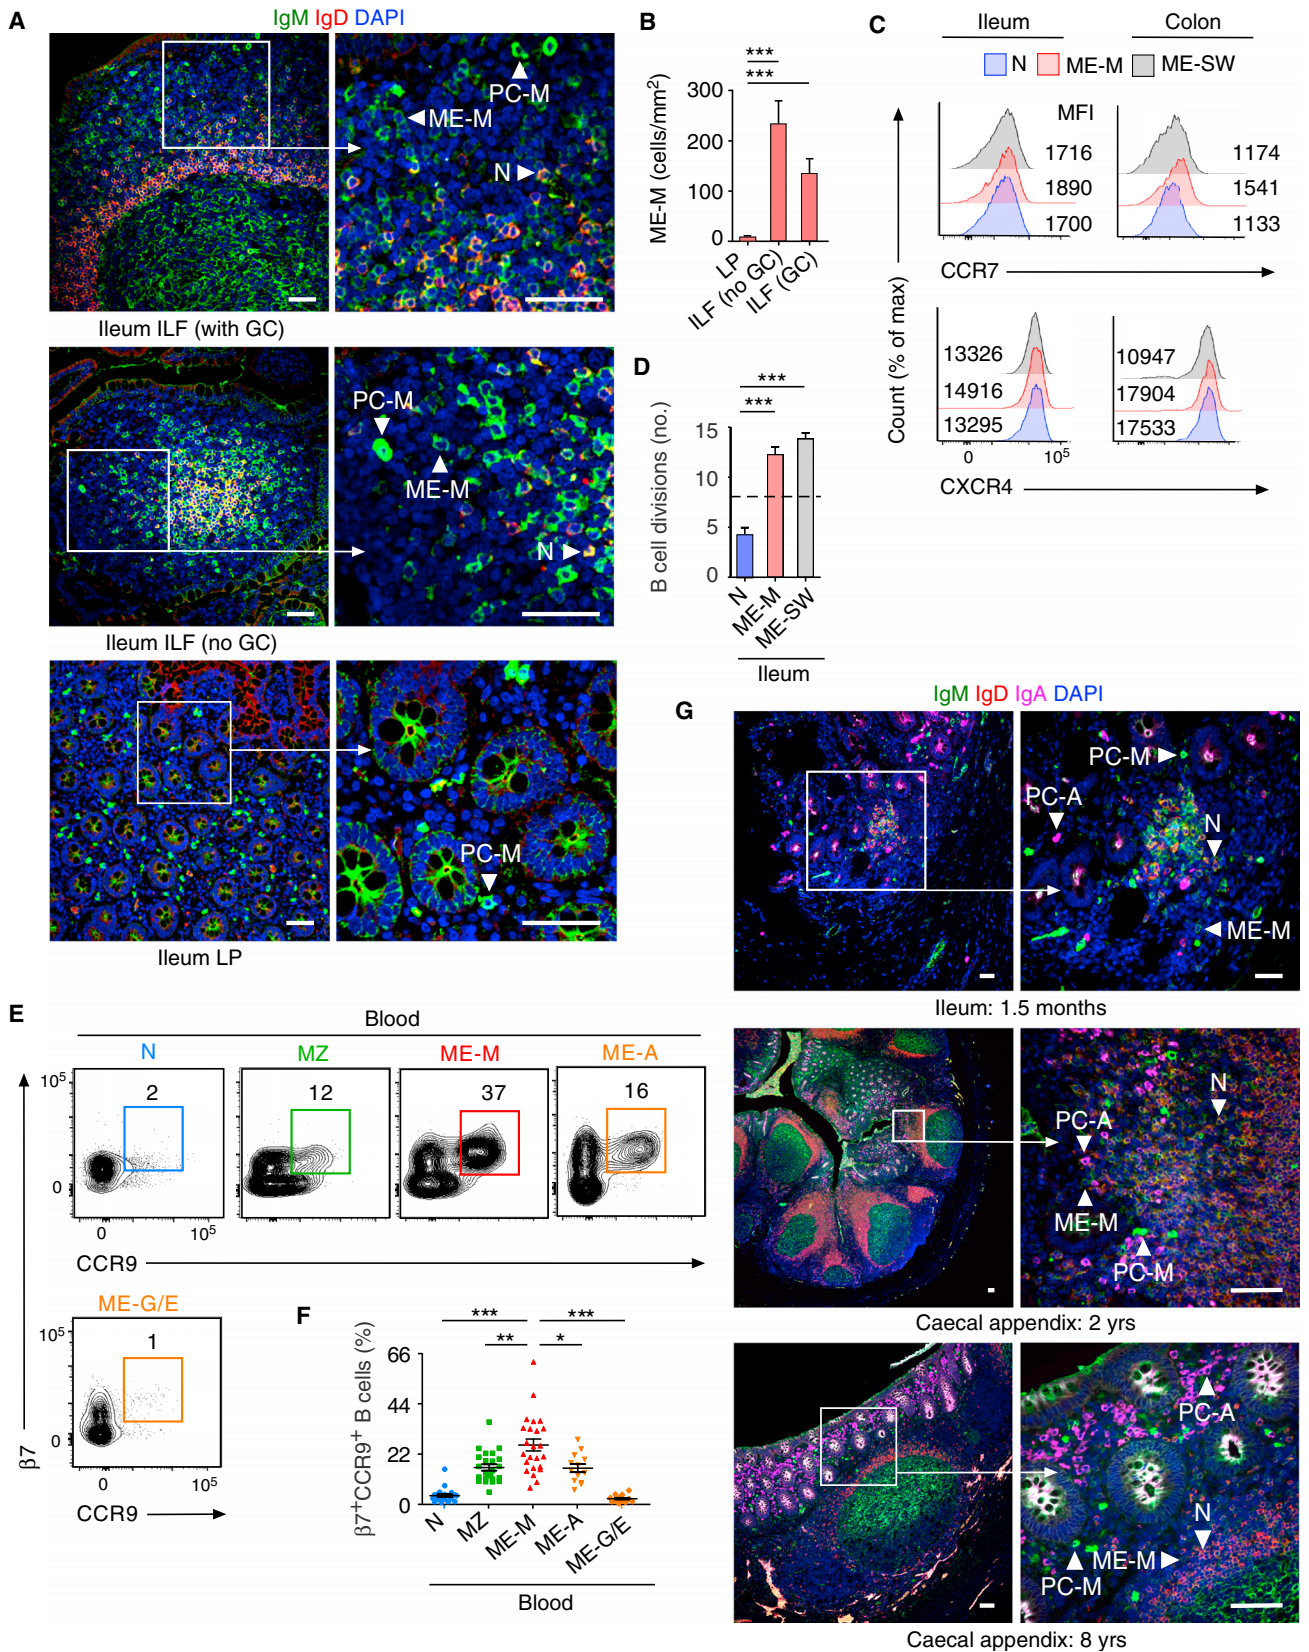 A
IgM IgD DAPI
PC-M
ME-M
N
Ileum ILF (with GC)
PC-M
ME-M
N
Ileum ILF (no GC)
PC-M
Ileum LP
B
***
***
ME-M (cells/mm²)
300
200
100
0
LP
ILF (no GC)
ILF (GC)
C
Ileum
Colon
N ME-M ME-SW
MFI
1716
1890
1700
1174
1541
1133
CCR7
Count (% of max)
13326
14916
13295
10947
17904
17533
0
10⁵
CXCR4
D
***
***
B cell divisions (no.)
15
10
5
0
N
ME-M
ME-SW
Ileum
E
Blood
N
MZ
ME-M
ME-A
10⁵
0
2
12
37
16
0
10⁵
CCR9
ME-G/E
10⁵
0
1
0
10⁵
β7
CCR9
F
***
***
**
*
β7⁺CCR9⁺ B cells (%)
66
44
22
0
N
MZ
ME-M
ME-A
ME-G/E
Blood
G
IgM IgD IgA DAPI
PC-M
PC-A
N
ME-M
Ileum: 1.5 months
N
PC-A
ME-M
PC-M
Caecal appendix: 2 yrs
PC-A
N
ME-M
PC-M
Caecal appendix: 8 yrs